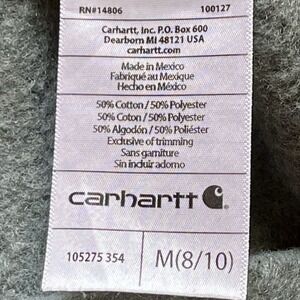 RN#14806 100127
Carhartt, Inc. P.O. Box 600
Dearborn MI 48121 USA
carhartt.com
Made in Mexico
Fabriqué au Mexique
Hecho en México
50% Cotton / 50% Polyester
50% Coton / 50% Polyester
50% Algodón / 50% Poliéster
Exclusive of trimming
Sans garniture
Sin incluir adorno
carhartt
105275 354 M(8/10)